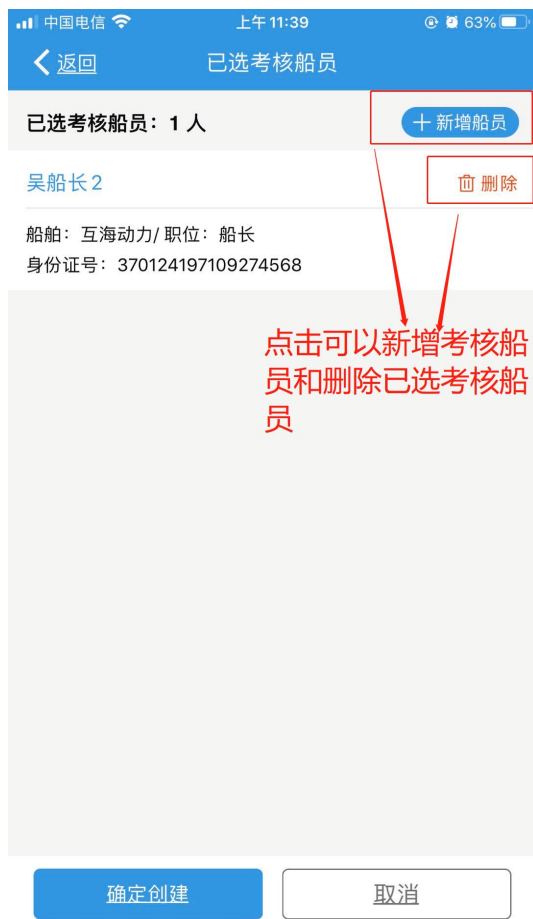 中国电信 上午11:39 63%
返回 已选考核船员
已选考核船员：1 人 + 新增船员
吴船长2 删除
船舶：互海动力/ 职位：船长
身份证号：370124197109274568
点击可以新增考核船
员和删除已选考核船
员
确定创建 取消